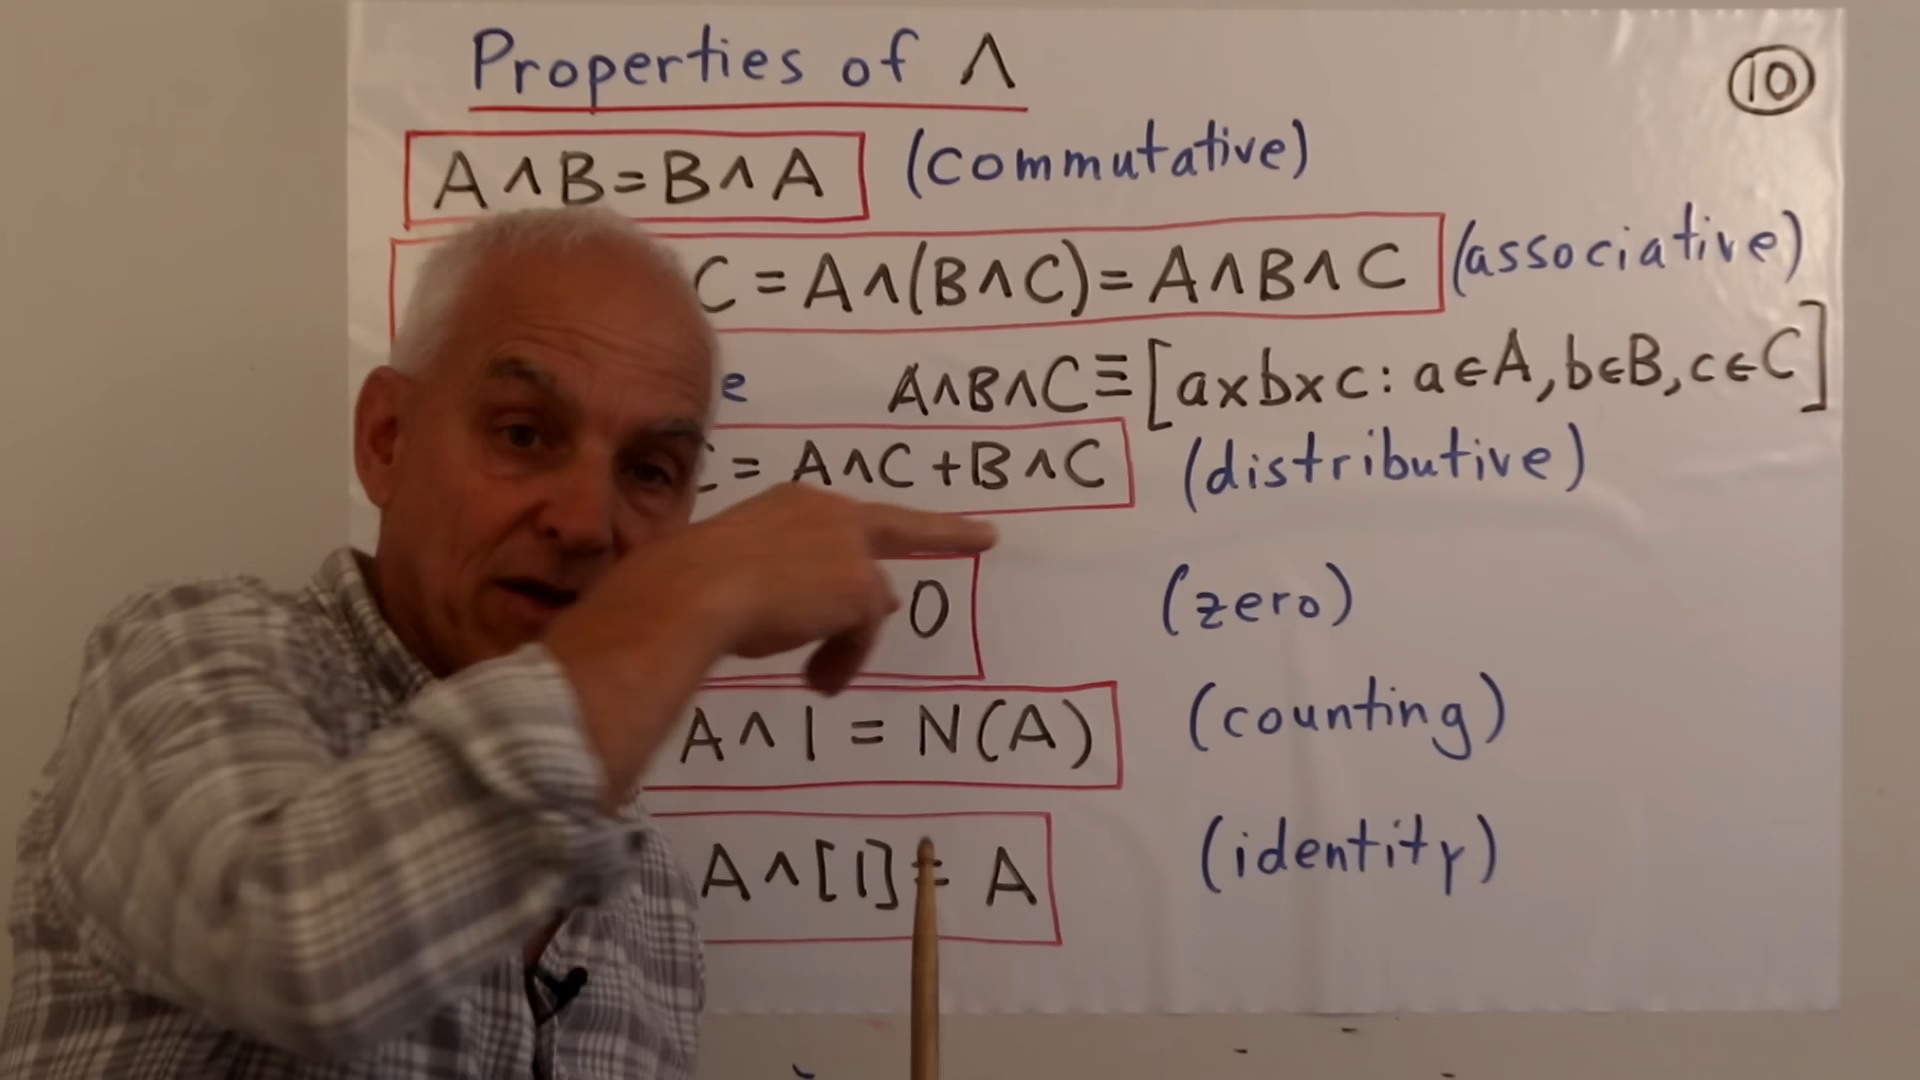 Properties of ∧
10
A∧B=B∧A (commutative)
C = A∧(B∧C) = A∧B∧C (associative)
e A∧B∧C≡[a×b×c: a∈A, b∈B, c∈C]
= A∧C+B∧C (distributive)
0 (zero)
A∧1 = N(A) (counting)
A∧[1] = A (identity)